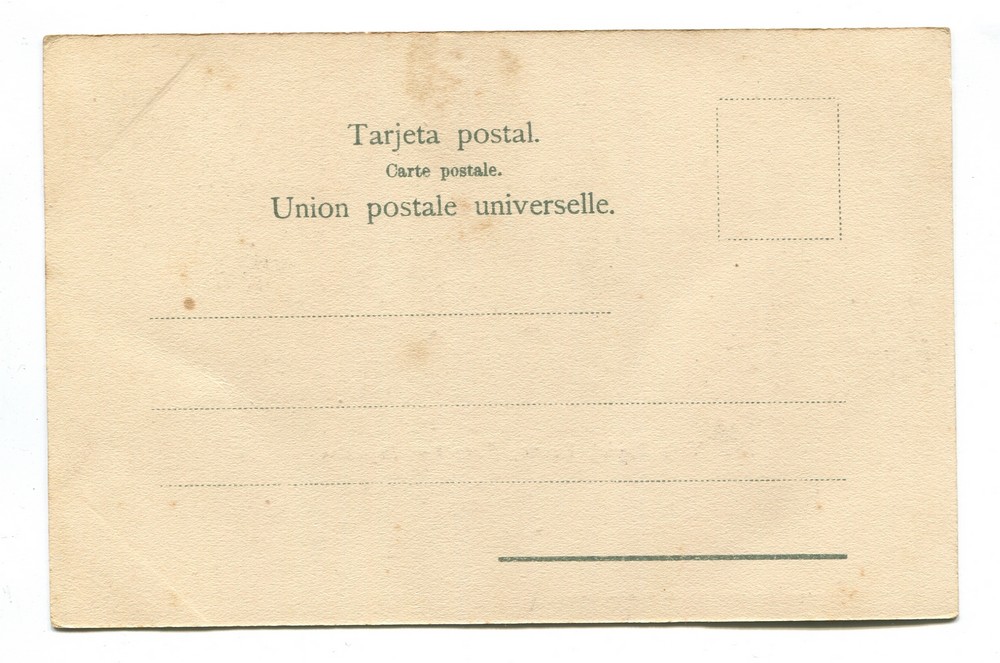 Tarjeta postal.
Carte postale.
Union postale universelle.